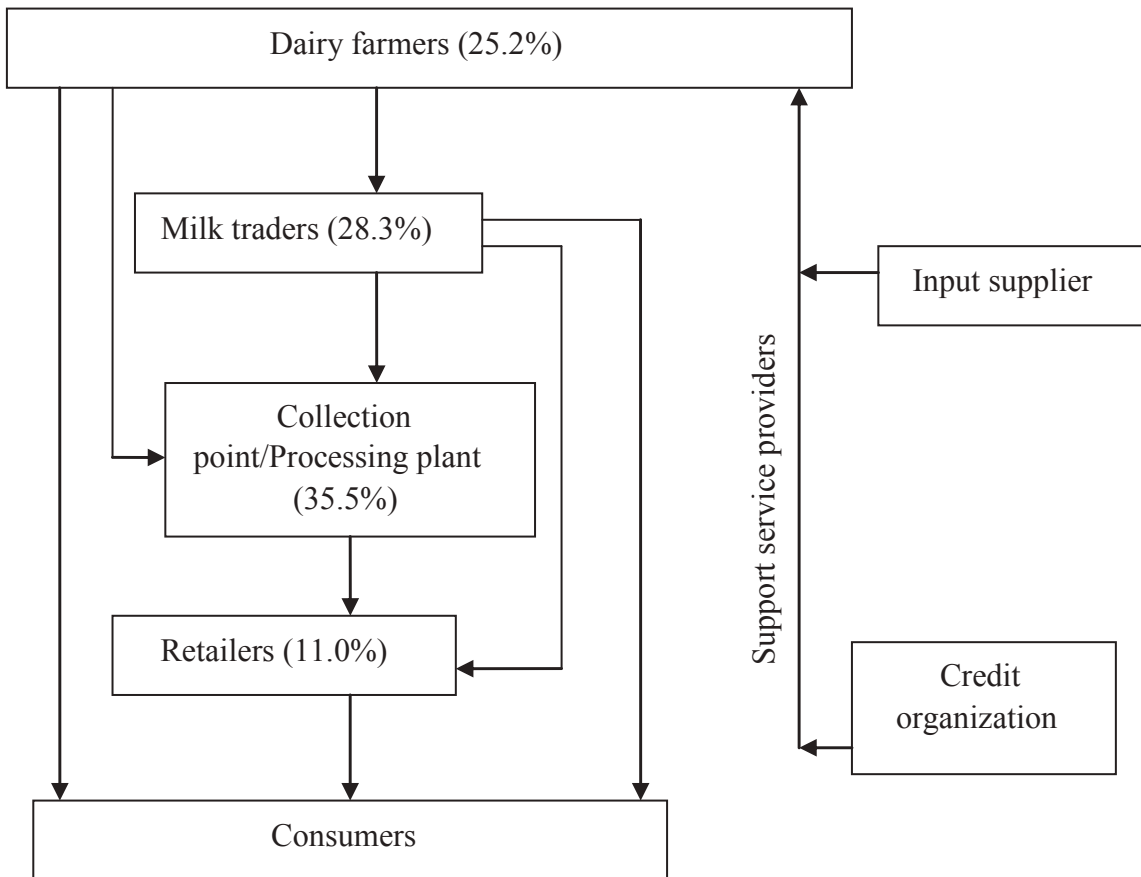 Dairy farmers (25.2%)
Milk traders (28.3%)
Input supplier
Collection
point/Processing plant
(35.5%)
Support service providers
Retailers (11.0%)
Credit
organization
Consumers